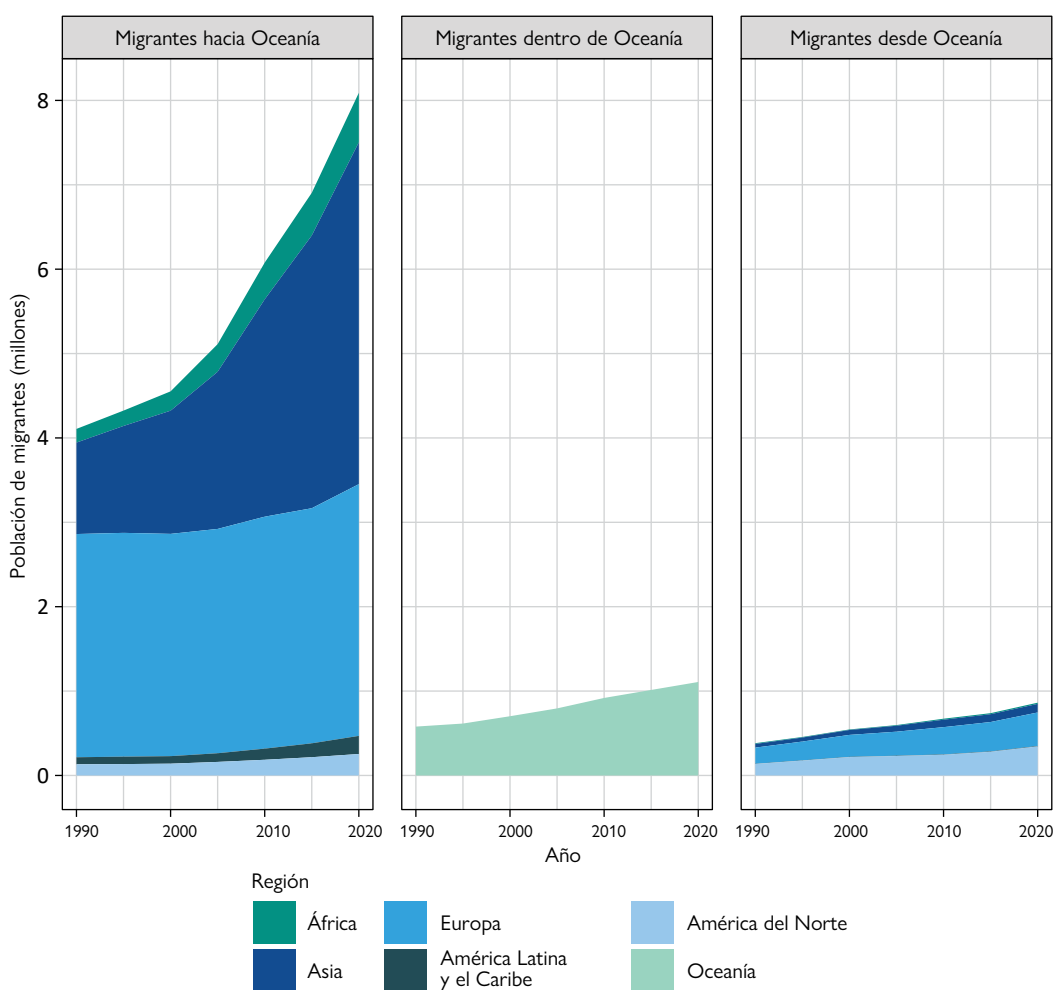 Migrantes hacia Oceanía
Migrantes dentro de Oceanía
Migrantes desde Oceanía
Población de migrantes (millones)
8
6
4
2
0
1990 2000 2010 2020
1990 2000 2010 2020
1990 2000 2010 2020
Año
Región
África
Europa
América del Norte
Asia
América Latina
y el Caribe
Oceanía